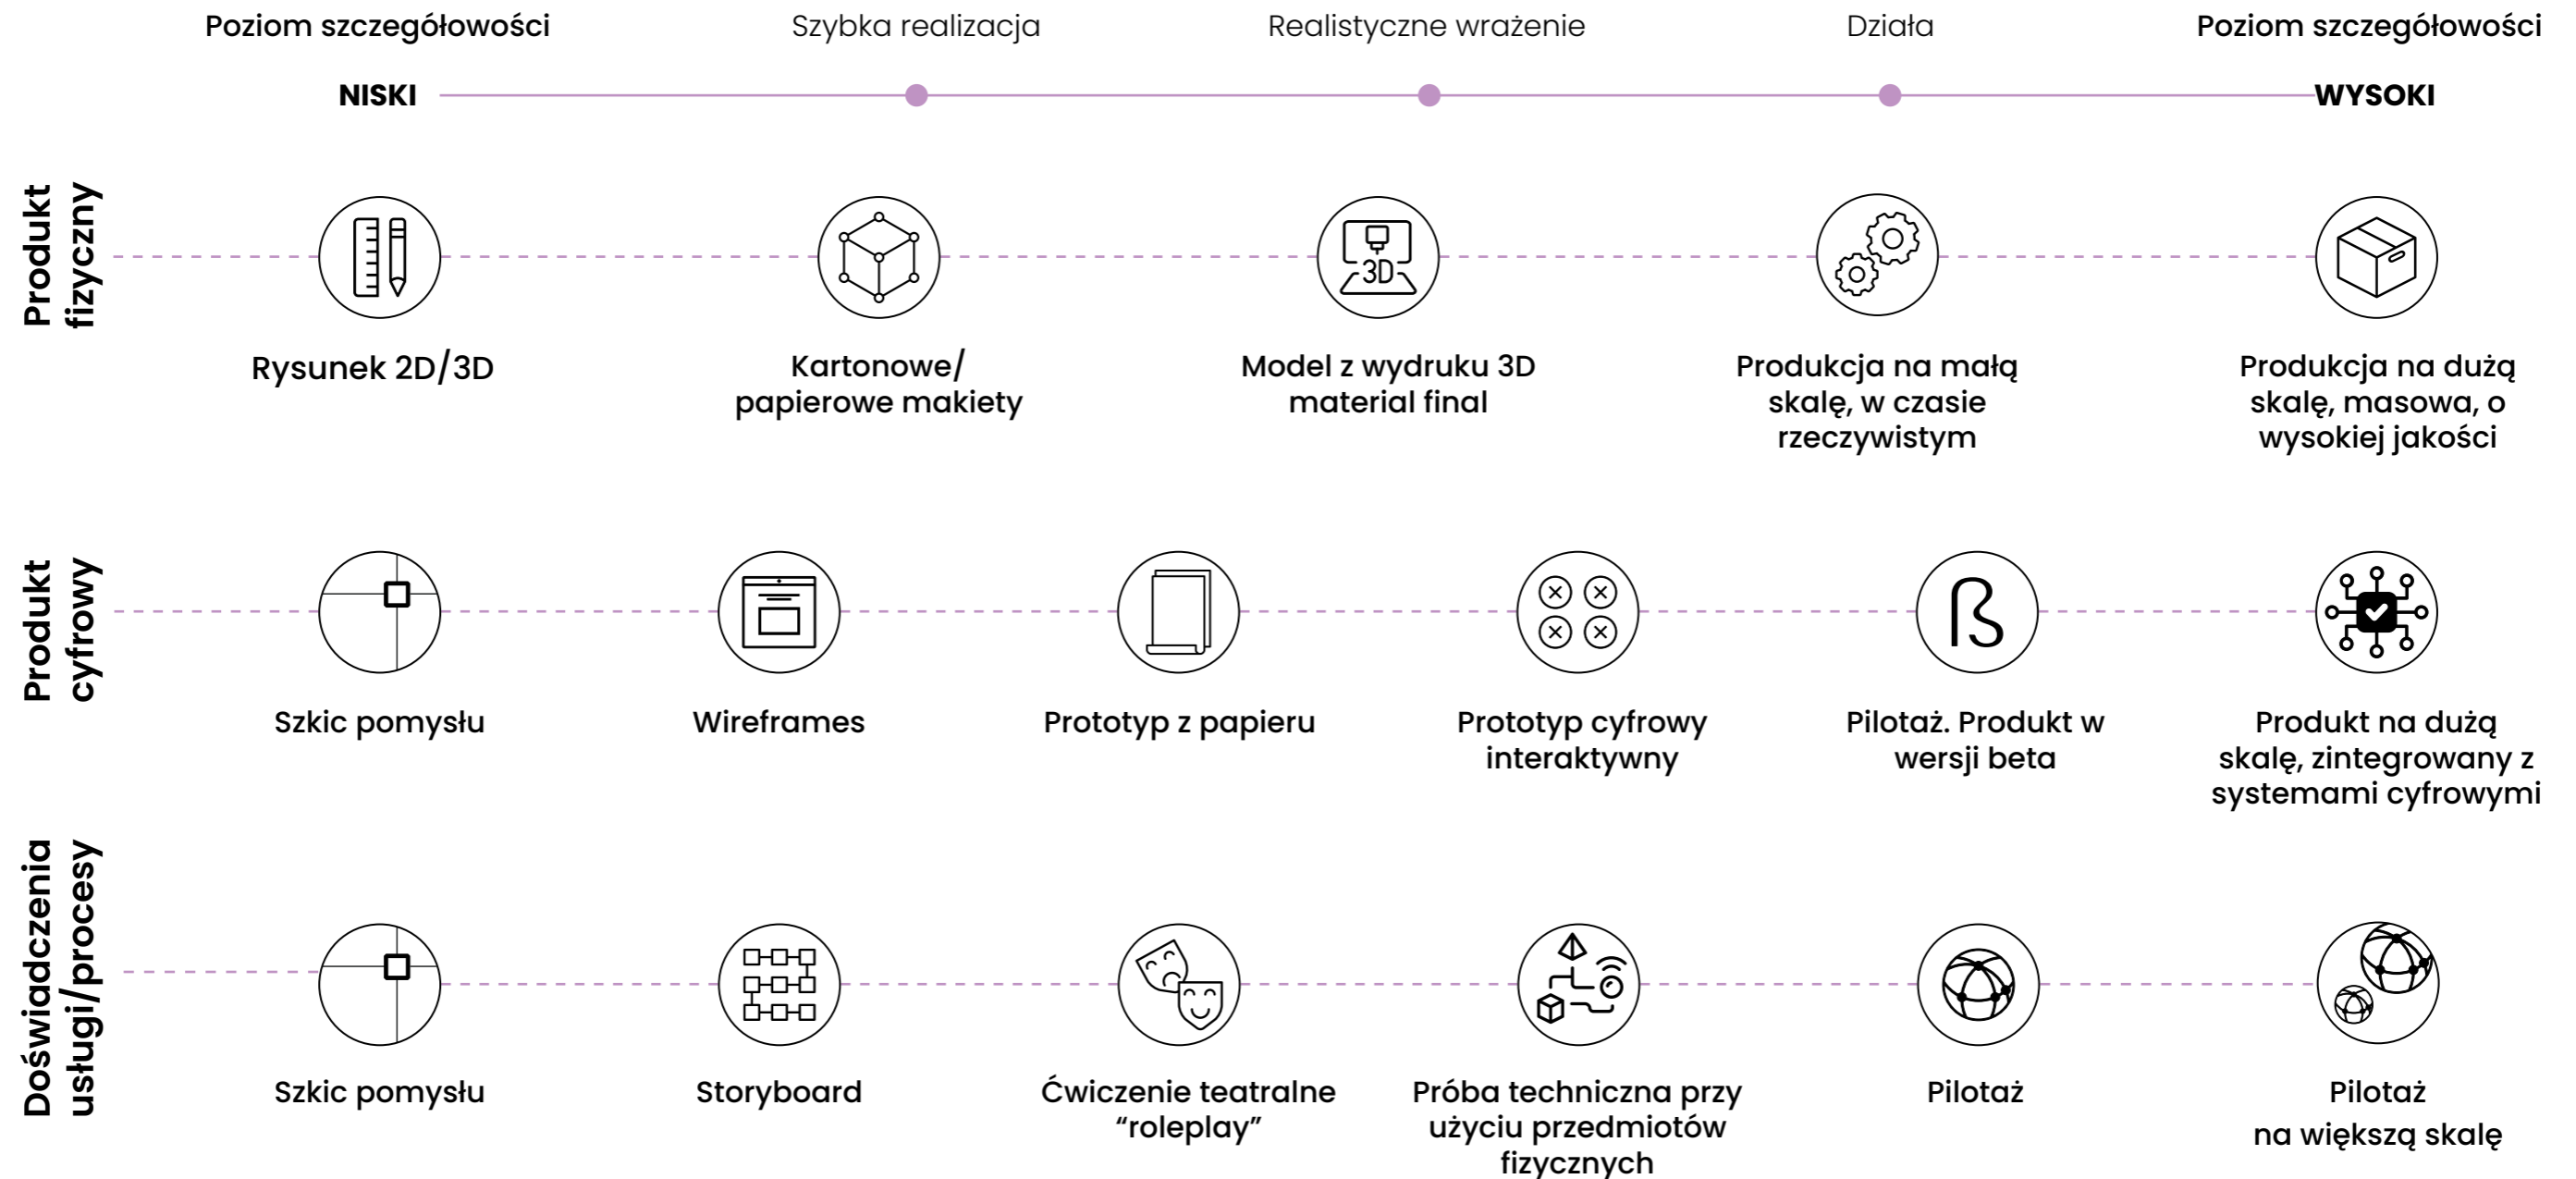 Poziom szczegółowości
Szybka realizacja
Realistyczne wrażenie
Działa
Poziom szczegółowości
NISKI
WYSOKI
Produkt
fizyczny
3D
Rysunek 2D/3D
Kartonowe/
papierowe makiety
Model z wydruku 3D
material final
Produkcja na małą
skalę, w czasie
rzeczywistym
Produkcja na dużą
skalę, masowa, o
wysokiej jakości
Produkt
cyfrowy
ß
Szkic pomysłu
Wireframes
Prototyp z papieru
Prototyp cyfrowy
interaktywny
Pilotaż. Produkt w
wersji beta
Produkt na dużą
skalę, zintegrowany z
systemami cyfrowymi
Doświadczenia
usługi/procesy
Szkic pomysłu
Storyboard
Ćwiczenie teatralne
“roleplay”
Próba techniczna przy
użyciu przedmiotów
fizycznych
Pilotaż
Pilotaż
na większą skalę